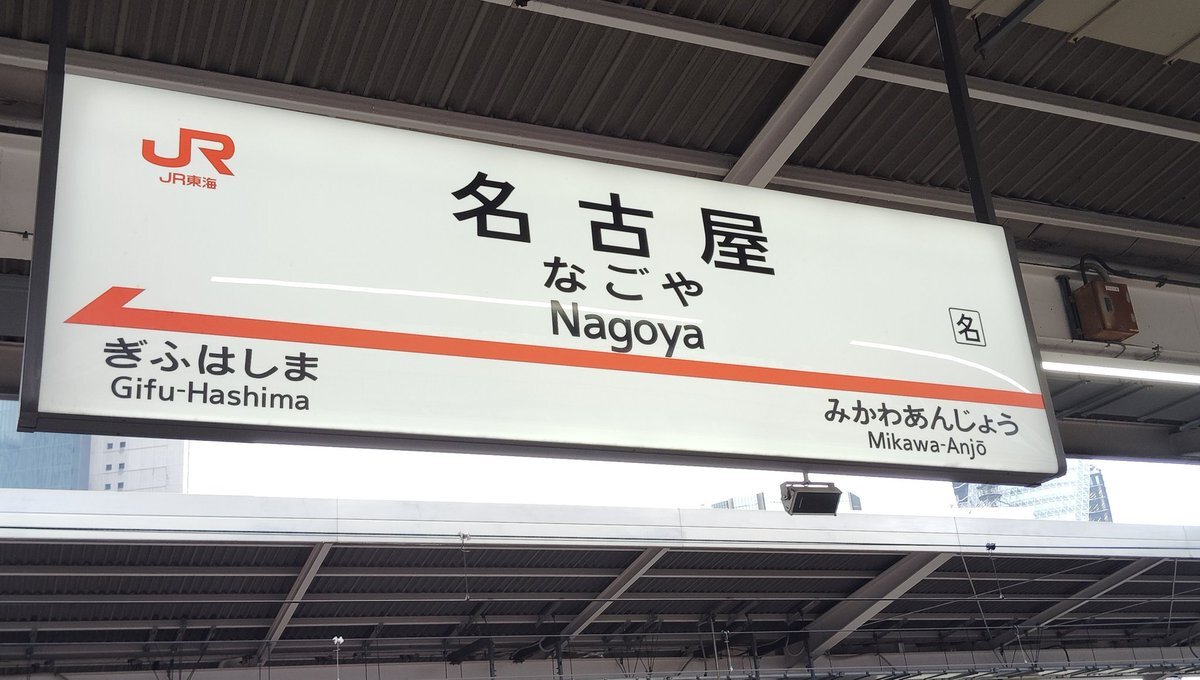 JR
JR東海
名古屋
なごや
Nagoya
名
ぎふはしま
Gifu-Hashima
みかわあんじょう
Mikawa-Anjō